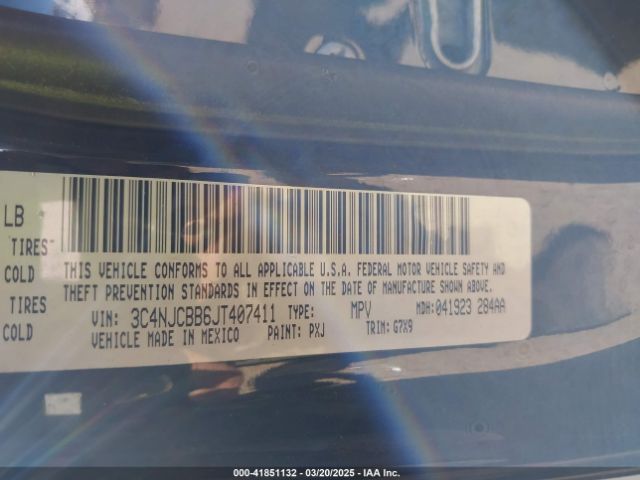 LB
TIRES
COLD
TIRES
COLD
THIS VEHICLE CONFORMS TO ALL APPLICABLE U.S.A. FEDERAL MOTOR VEHICLE SAFETY AND
THEFT PREVENTION STANDARDS IN EFFECT ON THE DATE OF MANUFACTURE SHOWN ABOVE.
VIN: 3C4NJCBB6JT407411 TYPE: MPV MDH: 041923 284AA
VEHICLE MADE IN MEXICO PAINT: PXJ TRIM: G7X9
000-41851132 - 03/20/2025 - IAA Inc.